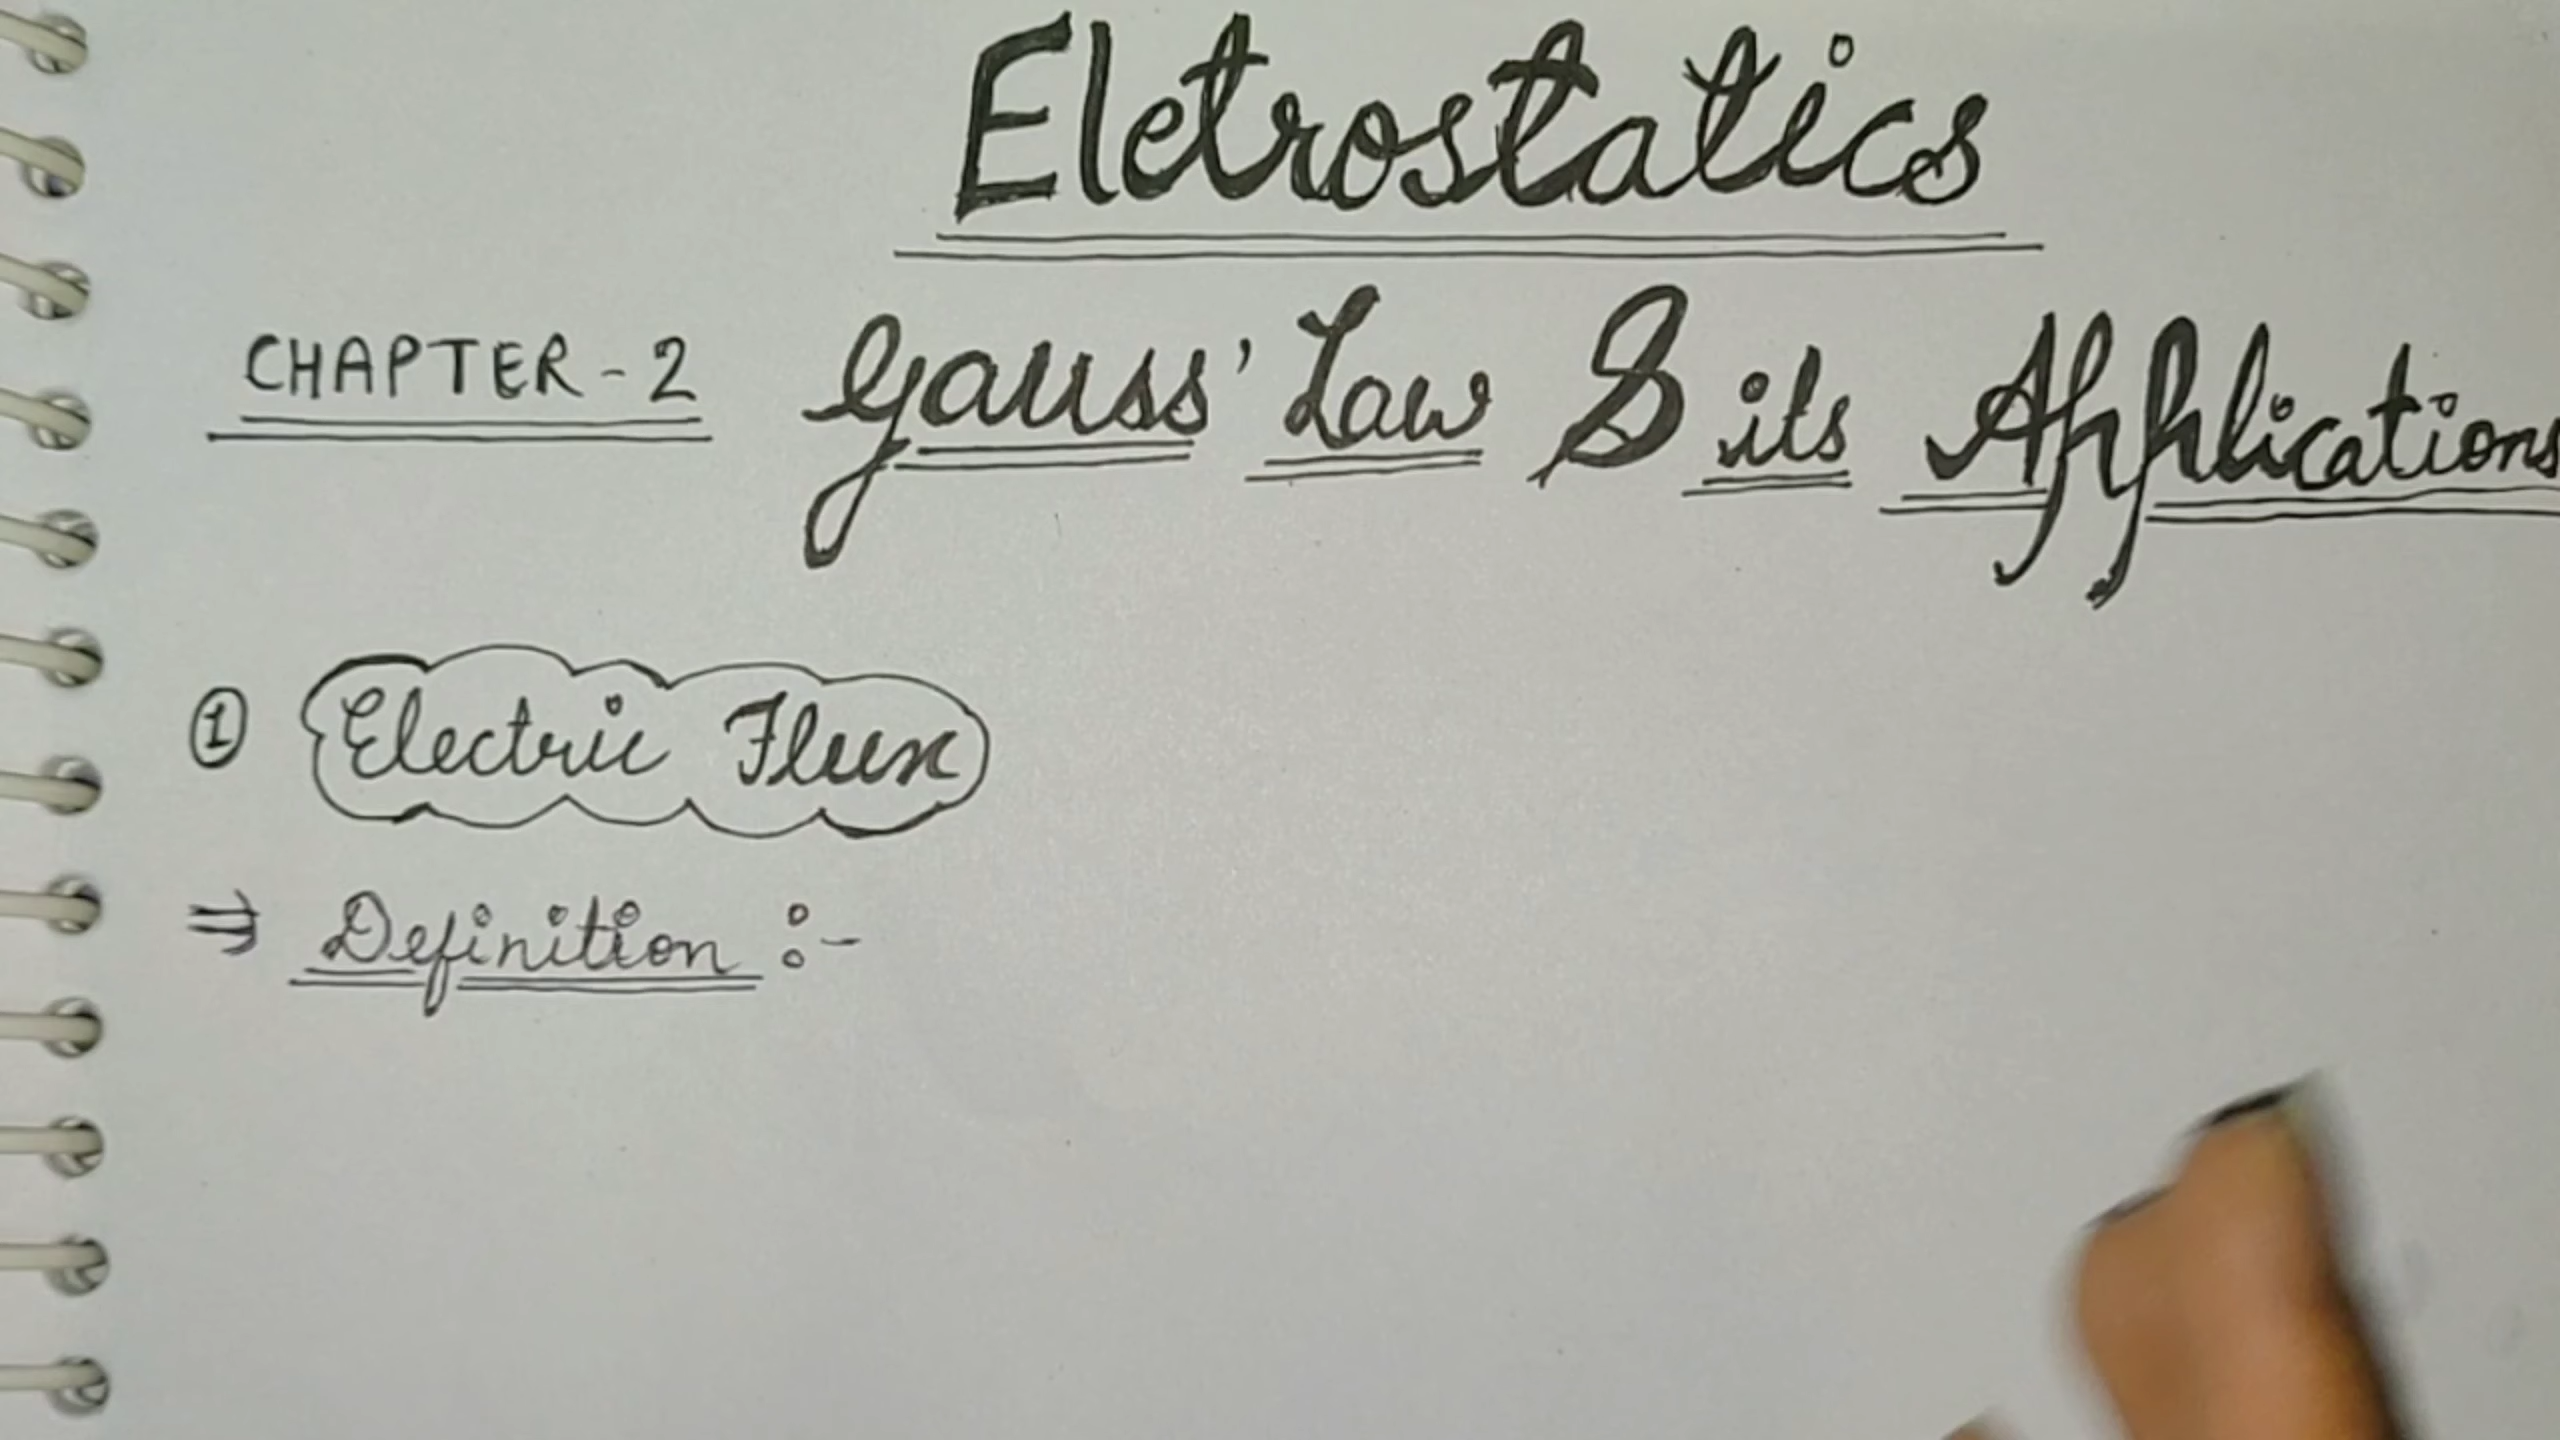 Eletrostatics
CHAPTER - 2 Gauss' Law & its Applications
① Electric Flux
⇒ Definition :-